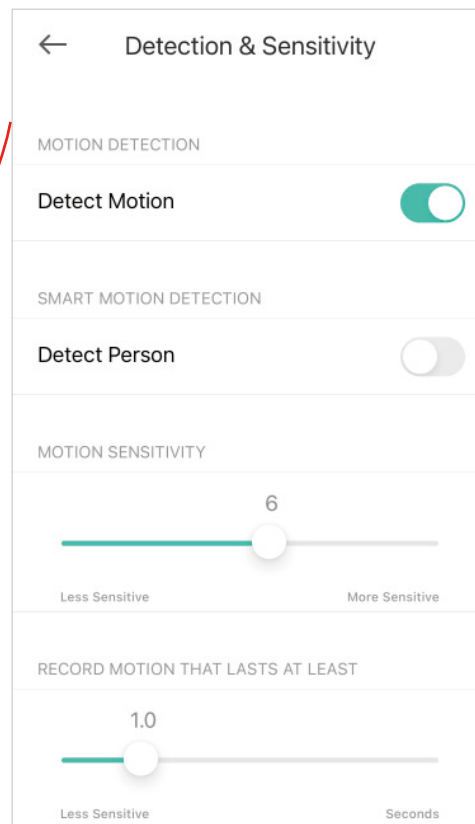 Detection & Sensitivity
MOTION DETECTION
Detect Motion
SMART MOTION DETECTION
Detect Person
MOTION SENSITIVITY
6
Less Sensitive More Sensitive
RECORD MOTION THAT LASTS AT LEAST
1.0
Less Sensitive Seconds